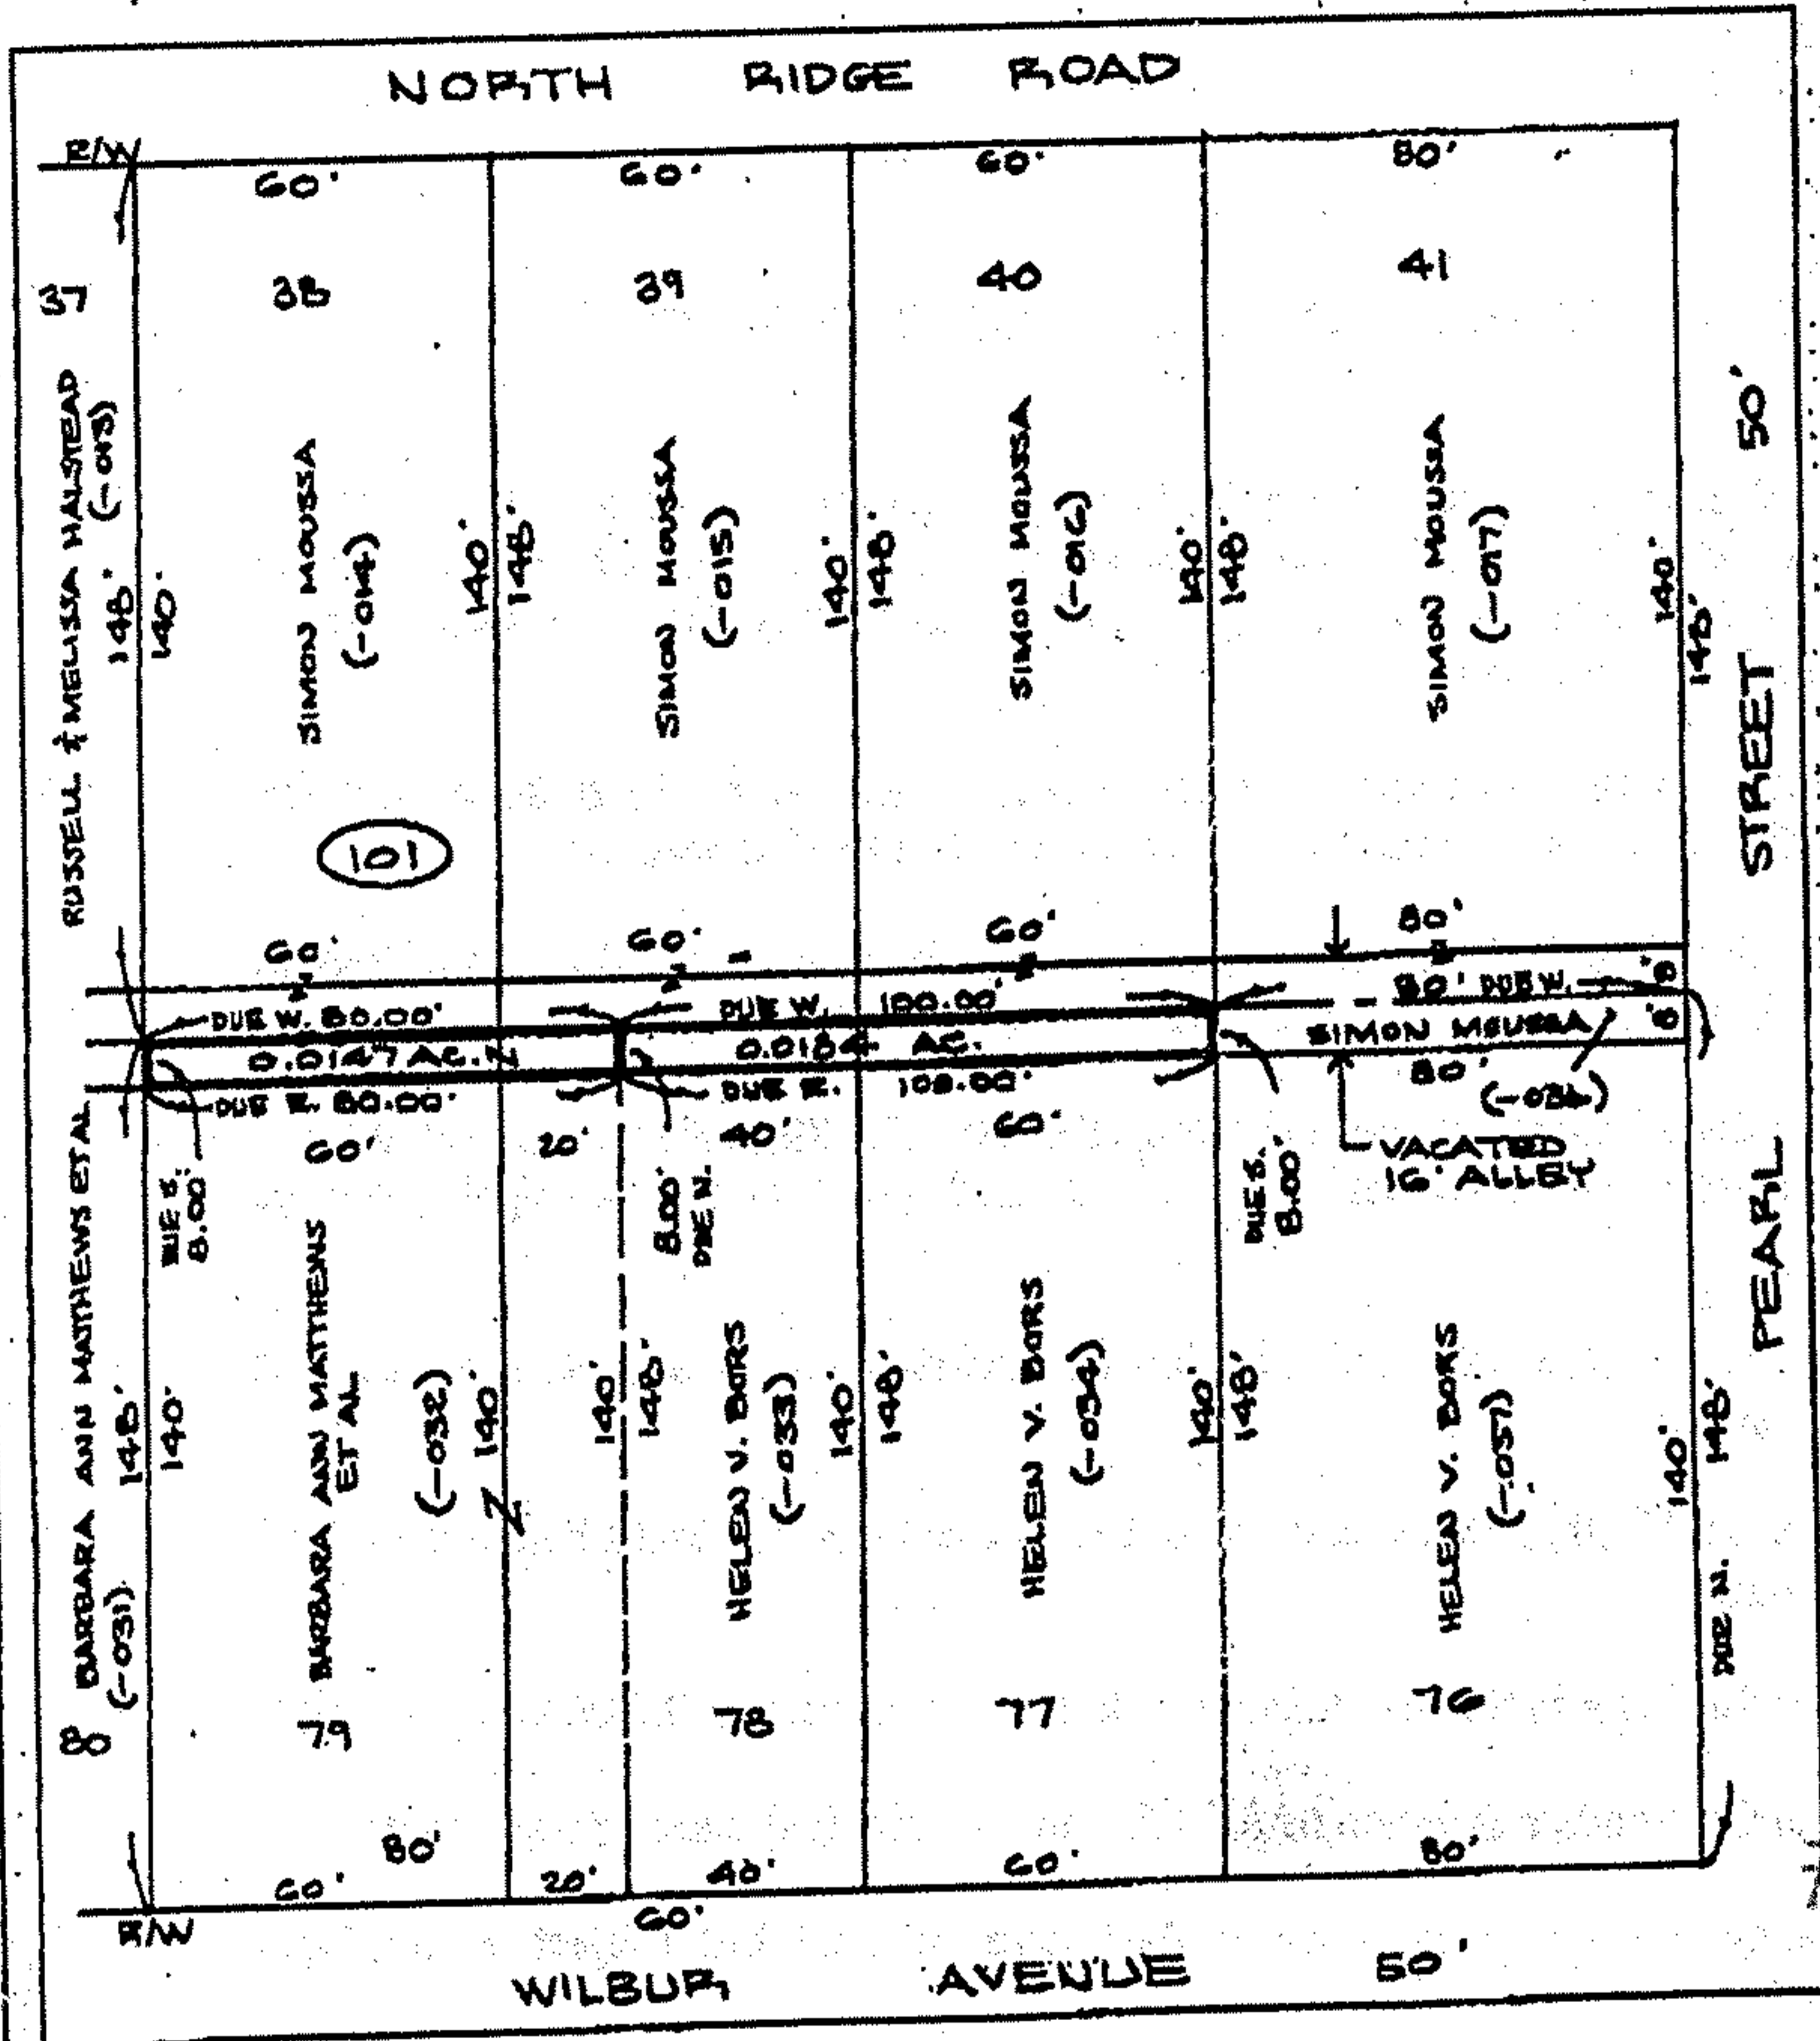 NORTH RIDGE ROAD
R/W
60' 60' 60' 80'
37 38 39 40 41
RUSSELL & MELISSA HALSTEAD
(-013)
148' 140'
SIMON MOUSSA
(-014)
140' 148'
SIMON MOUSSA
(-015)
140' 148'
SIMON MOUSSA
(-016)
140' 148'
SIMON MOUSSA
(-017)
140' 148'
PEARL STREET 50'
101
60' 60' 60' 80'
DUE W. 80.00' DUE W. 100.00' 80' DUE W. 8'
0.0147 AC. 0.0184 AC. SIMON MOUSSA 8'
DUE E. 80.00' DUE E. 100.00' 80'
(-036)
60' 20' 40' 60'
VACATED
16' ALLEY
DUE S.
8.00'
8.00'
DUE N.
DUE S.
8.00'
BARBARA ANN MATTHEWS ET AL
(-031)
148' 140'
BARBARA ANN MATTHEWS
ET AL
(-032)
140'
Z
140' 148'
HELEN V. BORS
(-033)
140' 148'
HELEN V. BORS
(-034)
140' 148'
HELEN V. BORS
(-057)
140' 148'
DUE N.
80 79 78 77 76
80'
60' 20' 40' 60' 80'
R/W
60'
WILBUR AVENUE 50'